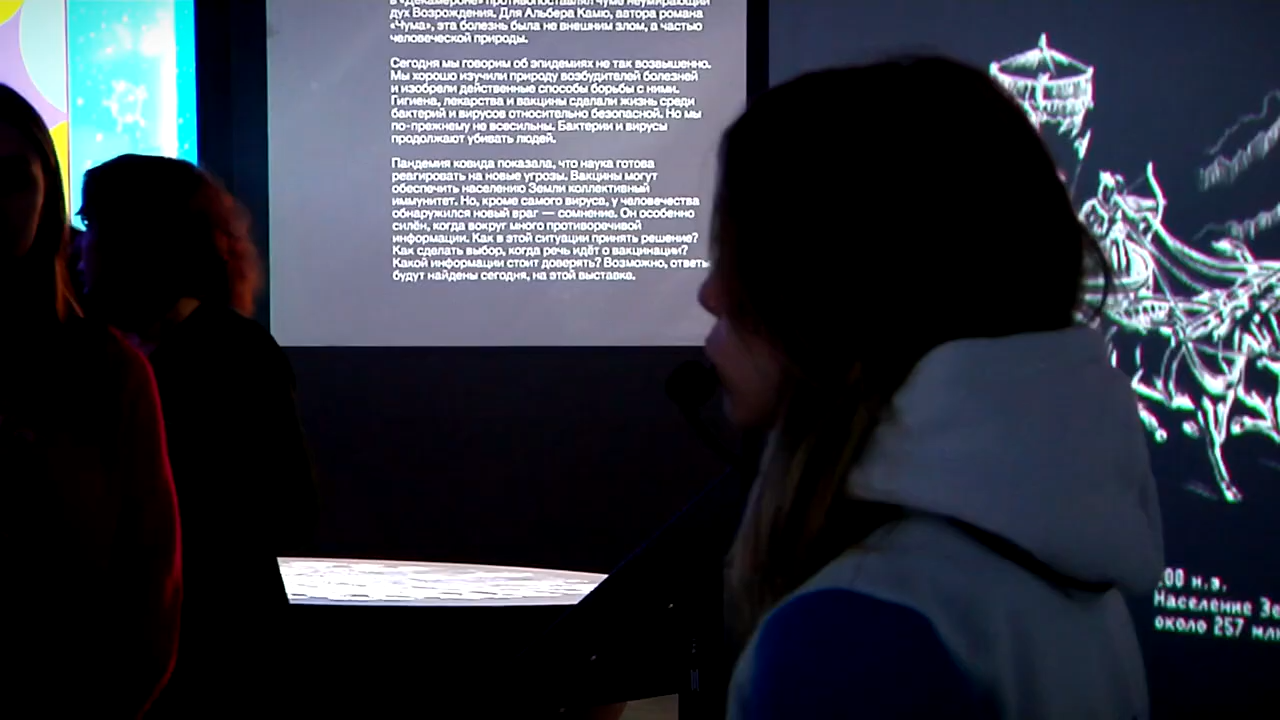 в «Декамероне» противопоставлял чуме неумирающий
дух Возрождения. Для Альбера Камю, автора романа
«Чума», эта болезнь была не внешним злом, а частью
человеческой природы.
Сегодня мы говорим об эпидемиях не так возвышенно.
Мы хорошо изучили природу возбудителей болезней
и изобрели действенные способы борьбы с ними.
Гигиена, лекарства и вакцины сделали жизнь среди
бактерий и вирусов относительно безопасной. Но мы
по-прежнему не всесильны. Бактерии и вирусы
продолжают убивать людей.
Пандемия ковида показала, что наука готова
реагировать на новые угрозы. Вакцины могут
обеспечить населению Земли коллективный
иммунитет. Но, кроме самого вируса, у человечества
обнаружился новый враг — сомнение. Он особенно
силён, когда вокруг много противоречивой
информации. Как в этой ситуации принять решение?
Как сделать выбор, когда речь идёт о вакцинации?
Какой информации стоит доверять? Возможно, ответы
будут найдены сегодня, на этой выставке.
00 н.э.
Население Зе
около 257 мл